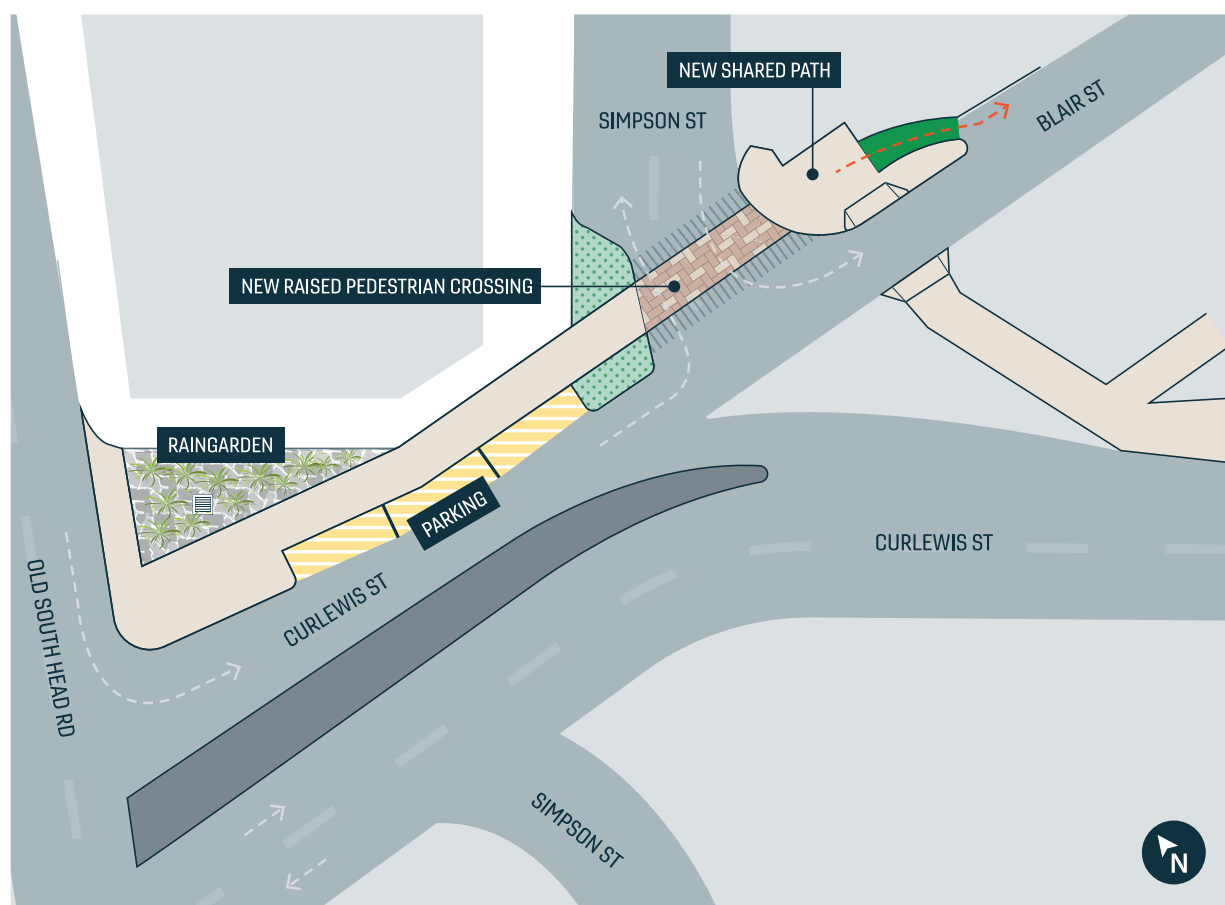 NEW SHARED PATH
SIMPSON ST
BLAIR ST
NEW RAISED PEDESTRIAN CROSSING
RAINGARDEN
PARKING
CURLEWIS ST
CURLEWIS ST
OLD SOUTH HEAD RD
SIMPSON ST
N